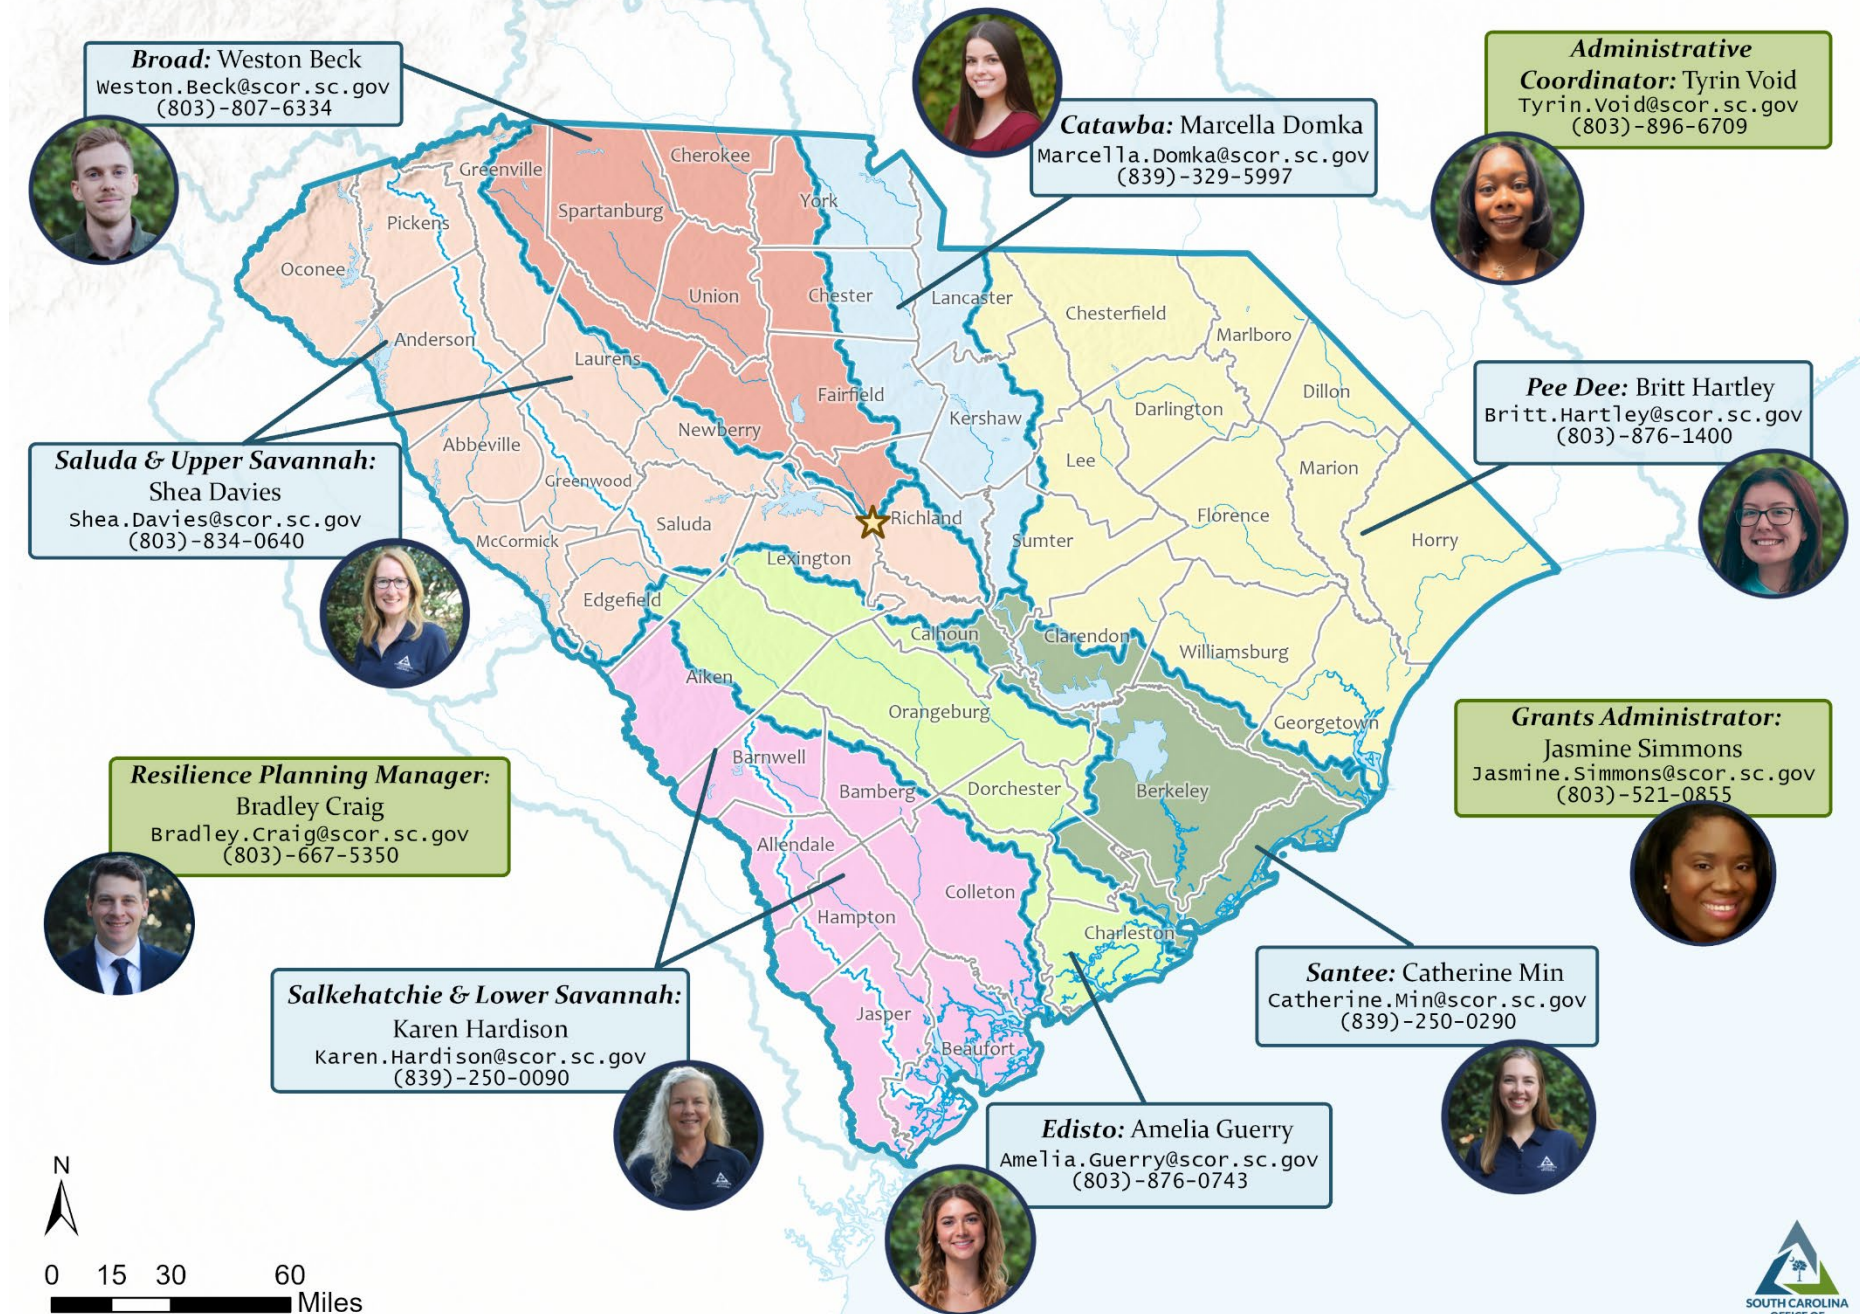 Broad: Weston Beck
Weston.Beck@scor.sc.gov
(803)-807-6334
Catawba: Marcella Domka
Marcella.Domka@scor.sc.gov
(839)-329-5997
Administrative
Coordinator: Tyrin Void
Tyrin.Void@scor.sc.gov
(803)-896-6709
Greenville
Cherokee
York
Spartanburg
Pickens
Oconee
Union
Chester
Lancaster
Chesterfield
Marlboro
Anderson
Laurens
Fairfield
Kershaw
Darlington
Dillon
Pee Dee: Britt Hartley
Britt.Hartley@scor.sc.gov
(803)-876-1400
Abbeville
Newberry
Lee
Marion
Saluda & Upper Savannah:
Shea Davies
Shea.Davies@scor.sc.gov
(803)-834-0640
Greenwood
Saluda
Richland
Florence
McCormick
Lexington
Sumter
Horry
Edgefield
Calhoun
Clarendon
Williamsburg
Aiken
Orangeburg
Georgetown
Grants Administrator:
Jasmine Simmons
Jasmine.Simmons@scor.sc.gov
(803)-521-0855
Resilience Planning Manager:
Bradley Craig
Bradley.Craig@scor.sc.gov
(803)-667-5350
Barnwell
Bamberg
Dorchester
Berkeley
Allendale
Colleton
Hampton
Charleston
Salkehatchie & Lower Savannah:
Karen Hardison
Karen.Hardison@scor.sc.gov
(839)-250-0090
Jasper
Beaufort
Santee: Catherine Min
Catherine.Min@scor.sc.gov
(839)-250-0290
Edisto: Amelia Guerry
Amelia.Guerry@scor.sc.gov
(803)-876-0743
N
0 15 30 60
Miles
SOUTH CAROLINA
OFFICE OF